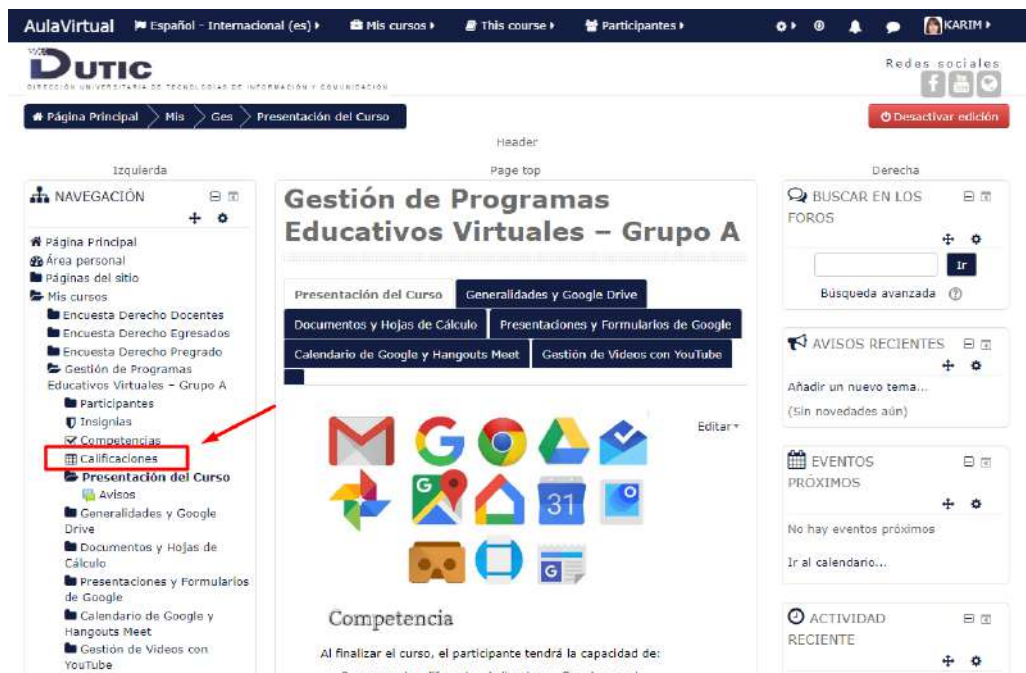 AulaVirtual Español - Internacional (es) Mis cursos This course Participantes KARIM
DUTIC
DIRECCIÓN UNIVERSITARIA DE TECNOLOGÍAS DE INFORMACIÓN Y COMUNICACIÓN
Redes sociales
Página Principal Mis Ges Presentación del Curso
Desactivar edición
Header
Izquierda
Page top
Derecha
NAVEGACIÓN
Página Principal
Área personal
Páginas del sitio
Mis cursos
Encuesta Derecho Docentes
Encuesta Derecho Egresados
Encuesta Derecho Pregrado
Gestión de Programas
Educativos Virtuales - Grupo A
Participantes
Insignias
Competencias
Calificaciones
Presentación del Curso
Avisos
Generalidades y Google
Drive
Documentos y Hojas de
Cálculo
Presentaciones y Formularios
de Google
Calendario de Google y
Hangouts Meet
Gestión de Videos con
YouTube
Gestión de Programas
Educativos Virtuales - Grupo A
Presentación del Curso Generalidades y Google Drive
Documentos y Hojas de Cálculo Presentaciones y Formularios de Google
Calendario de Google y Hangouts Meet Gestión de Videos con YouTube
Editar
G
31
G
Competencia
Al finalizar el curso, el participante tendrá la capacidad de:
BUSCAR EN LOS
FOROS
Ir
Búsqueda avanzada
AVISOS RECIENTES
Añadir un nuevo tema...
(Sin novedades aún)
EVENTOS
PRÓXIMOS
No hay eventos próximos
Ir al calendario...
ACTIVIDAD
RECIENTE